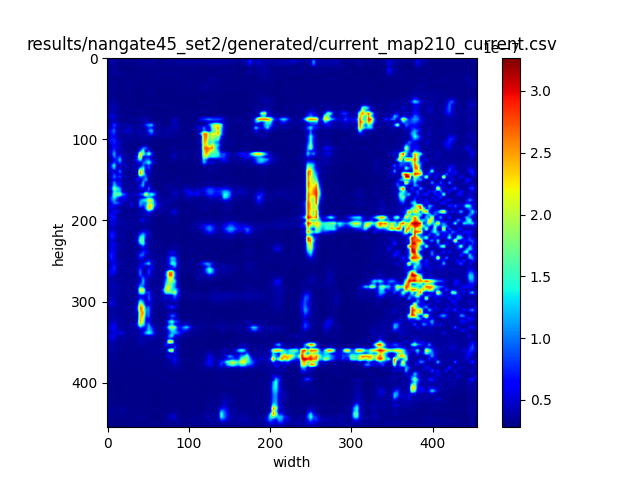 results/nangate45_set2/generated/current_map210_current.csv
1e−7
0
100
200
300
400
height
0 100 200 300 400
width
3.0
2.5
2.0
1.5
1.0
0.5